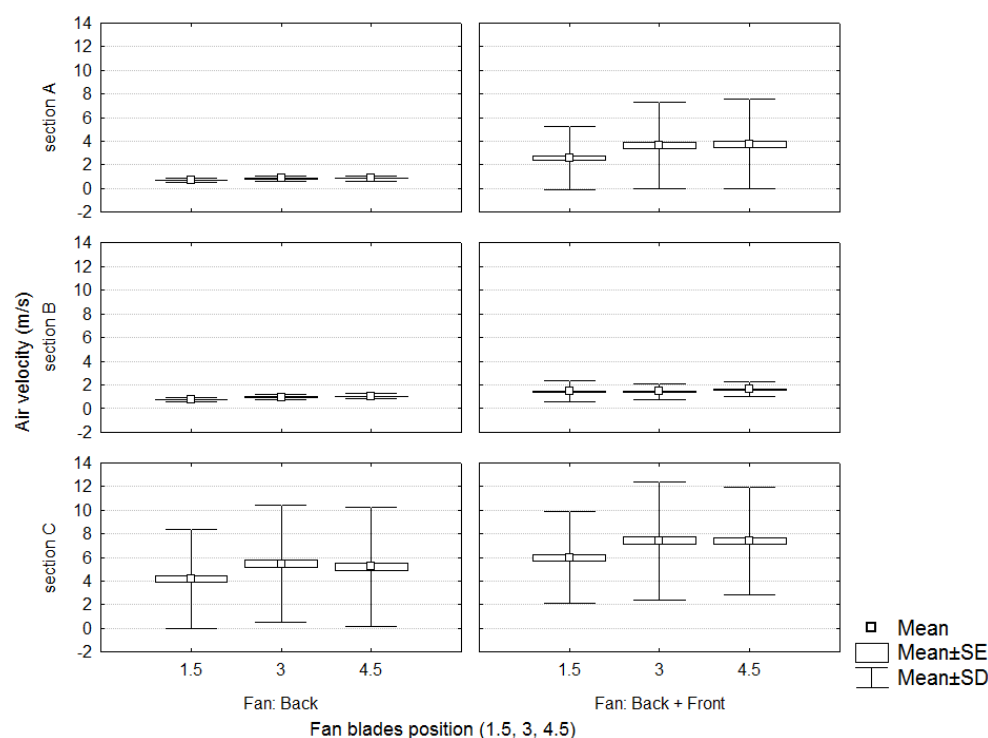 14
12
10
8
6
4
2
0
-2
section A
14
12
10
8
6
4
2
0
-2
section B
Air velocity (m/s)
14
12
10
8
6
4
2
0
-2
section C
1.5 3 4.5 1.5 3 4.5
Fan: Back Fan: Back + Front
Fan blades position (1.5, 3, 4.5)
Mean
Mean±SE
Mean±SD